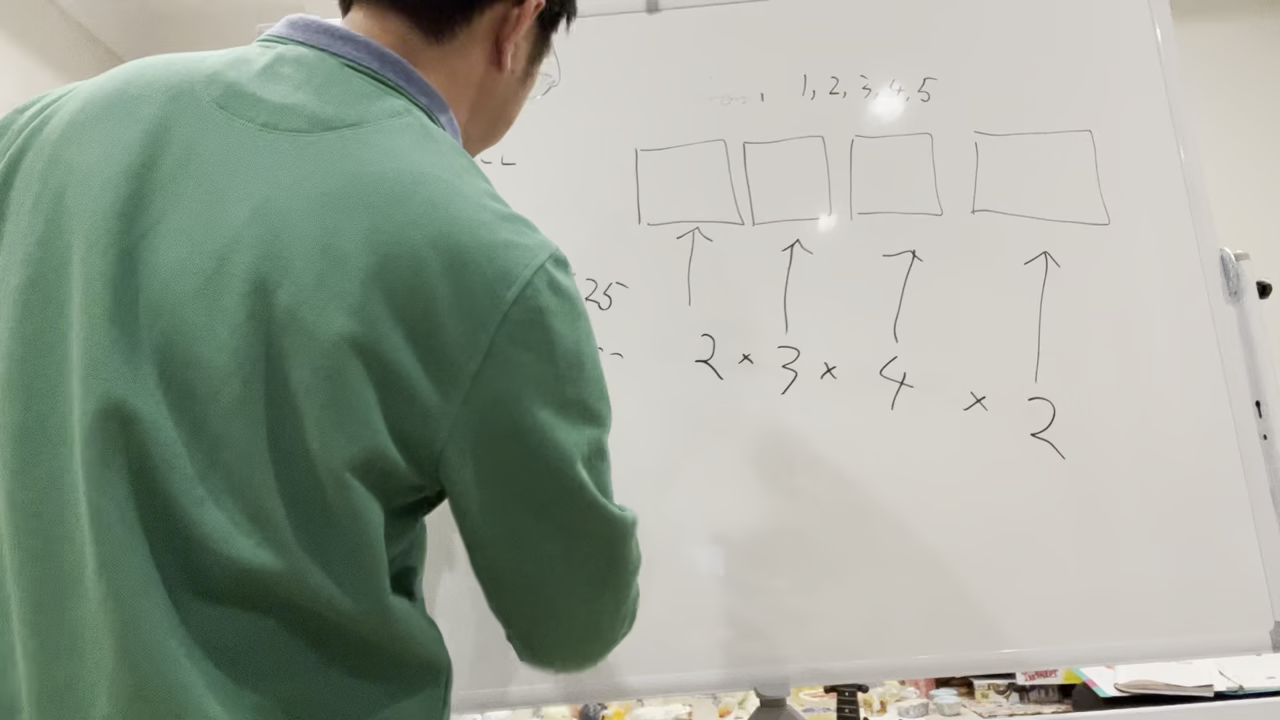 1, 2, 3, 4, 5
25
2 × 3 × 4 × 2